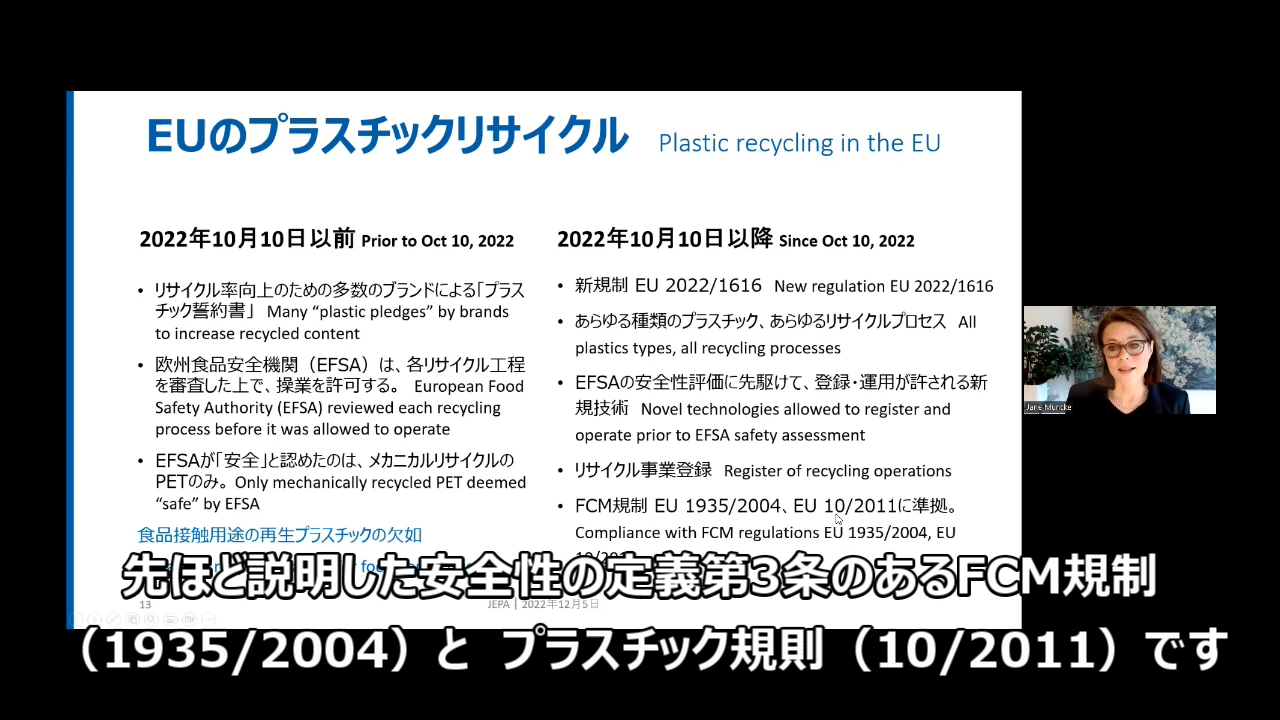 EUのプラスチックリサイクル Plastic recycling in the EU
2022年10月10日以前 Prior to Oct 10, 2022
• リサイクル率向上のための多数のブランドによる「プラス
チック誓約書」 Many “plastic pledges” by brands
to increase recycled content
• 欧州食品安全機関（EFSA）は、各リサイクル工程
を審査した上で、操業を許可する。 European Food
Safety Authority (EFSA) reviewed each recycling
process before it was allowed to operate
• EFSAが「安全」と認めたのは、メカニカルリサイクルの
PETのみ。Only mechanically recycled PET deemed
“safe” by EFSA
食品接触用途の再生プラスチックの欠如
2022年10月10日以降 Since Oct 10, 2022
• 新規制 EU 2022/1616 New regulation EU 2022/1616
• あらゆる種類のプラスチック、あらゆるリサイクルプロセス All
plastics types, all recycling processes
• EFSAの安全性評価に先駆けて、登録・運用が許される新
規技術 Novel technologies allowed to register and
operate prior to EFSA safety assessment
• リサイクル事業登録 Register of recycling operations
• FCM規制 EU 1935/2004、EU 10/2011に準拠。
Compliance with FCM regulations EU 1935/2004, EU
13
JEPA | 2022年12月5日
Jane Muncke
先ほど説明した安全性の定義第3条のあるFCM規制
（1935/2004）と プラスチック規則（10/2011）です